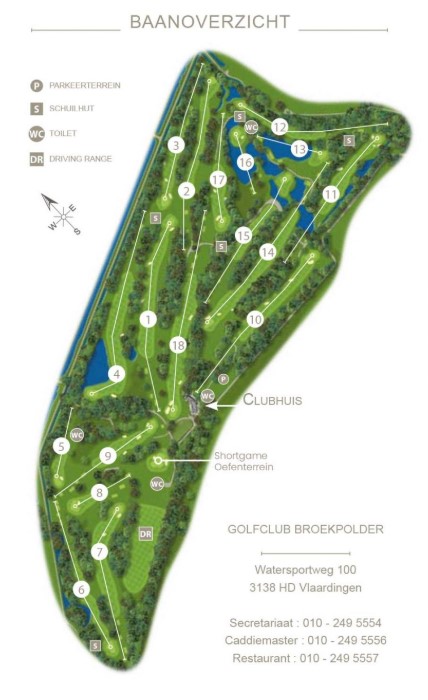 BAANOVERZICHT
P PARKEERTERREIN
S SCHUILHUT
WC TOILET
DR DRIVING RANGE
W E
S
S
WC
12
S
3
13
16
2
17
11
S
15
S
14
1
10
18
4
P
WC
CLUBHUIS
WC
5
9
Shortgame
Oefenterrein
8
WC
DR
7
6
S
GOLFCLUB BROEKPOLDER
Watersportweg 100
3138 HD Vlaardingen
Secretariaat : 010 - 249 5554
Caddiemaster : 010 - 249 5556
Restaurant : 010 - 249 5557